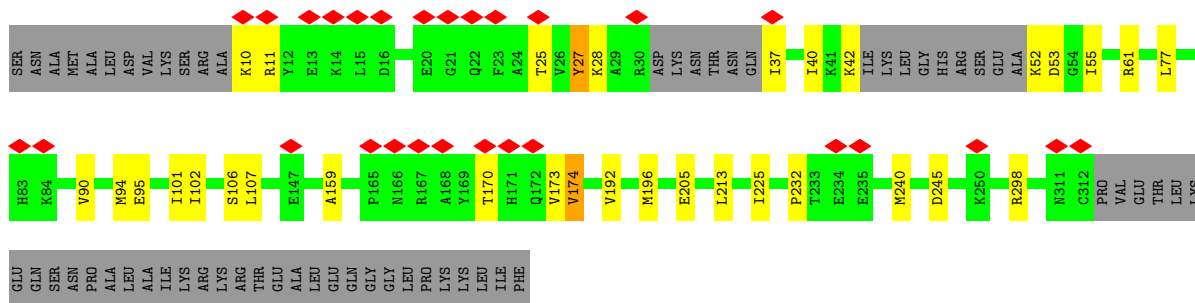 SER ASN ALA MET ALA LEU ASP VAL LYS SER ARG ALA K10 R11 Y12 E13 K14 L15 D16 E20 G21 Q22 F23 A24 T25 V26 Y27 K28 A29 R30 ASP LYS ASN THR ASN GLN I37 I40 K41 K42 ILE LYS LEU GLY HIS ARG SER GLU ALA K52 D53 G54 I55 R61 L77
H83 K84 V90 M94 E95 I101 I102 S106 L107 E147 A159 P165 N166 R167 A168 Y169 T170 H171 Q172 V173 V174 V192 M196 E205 L213 I225 P232 T233 E234 E235 M240 D245 K250 R298 N311 C312 PRO VAL GLU THR LEU LYS
GLU GLN SER ASN PRO ALA LEU ALA ILE LYS ARG LYS ARG THR GLU ALA LEU GLU GLN GLY GLY LEU PRO LYS LYS LEU ILE PHE